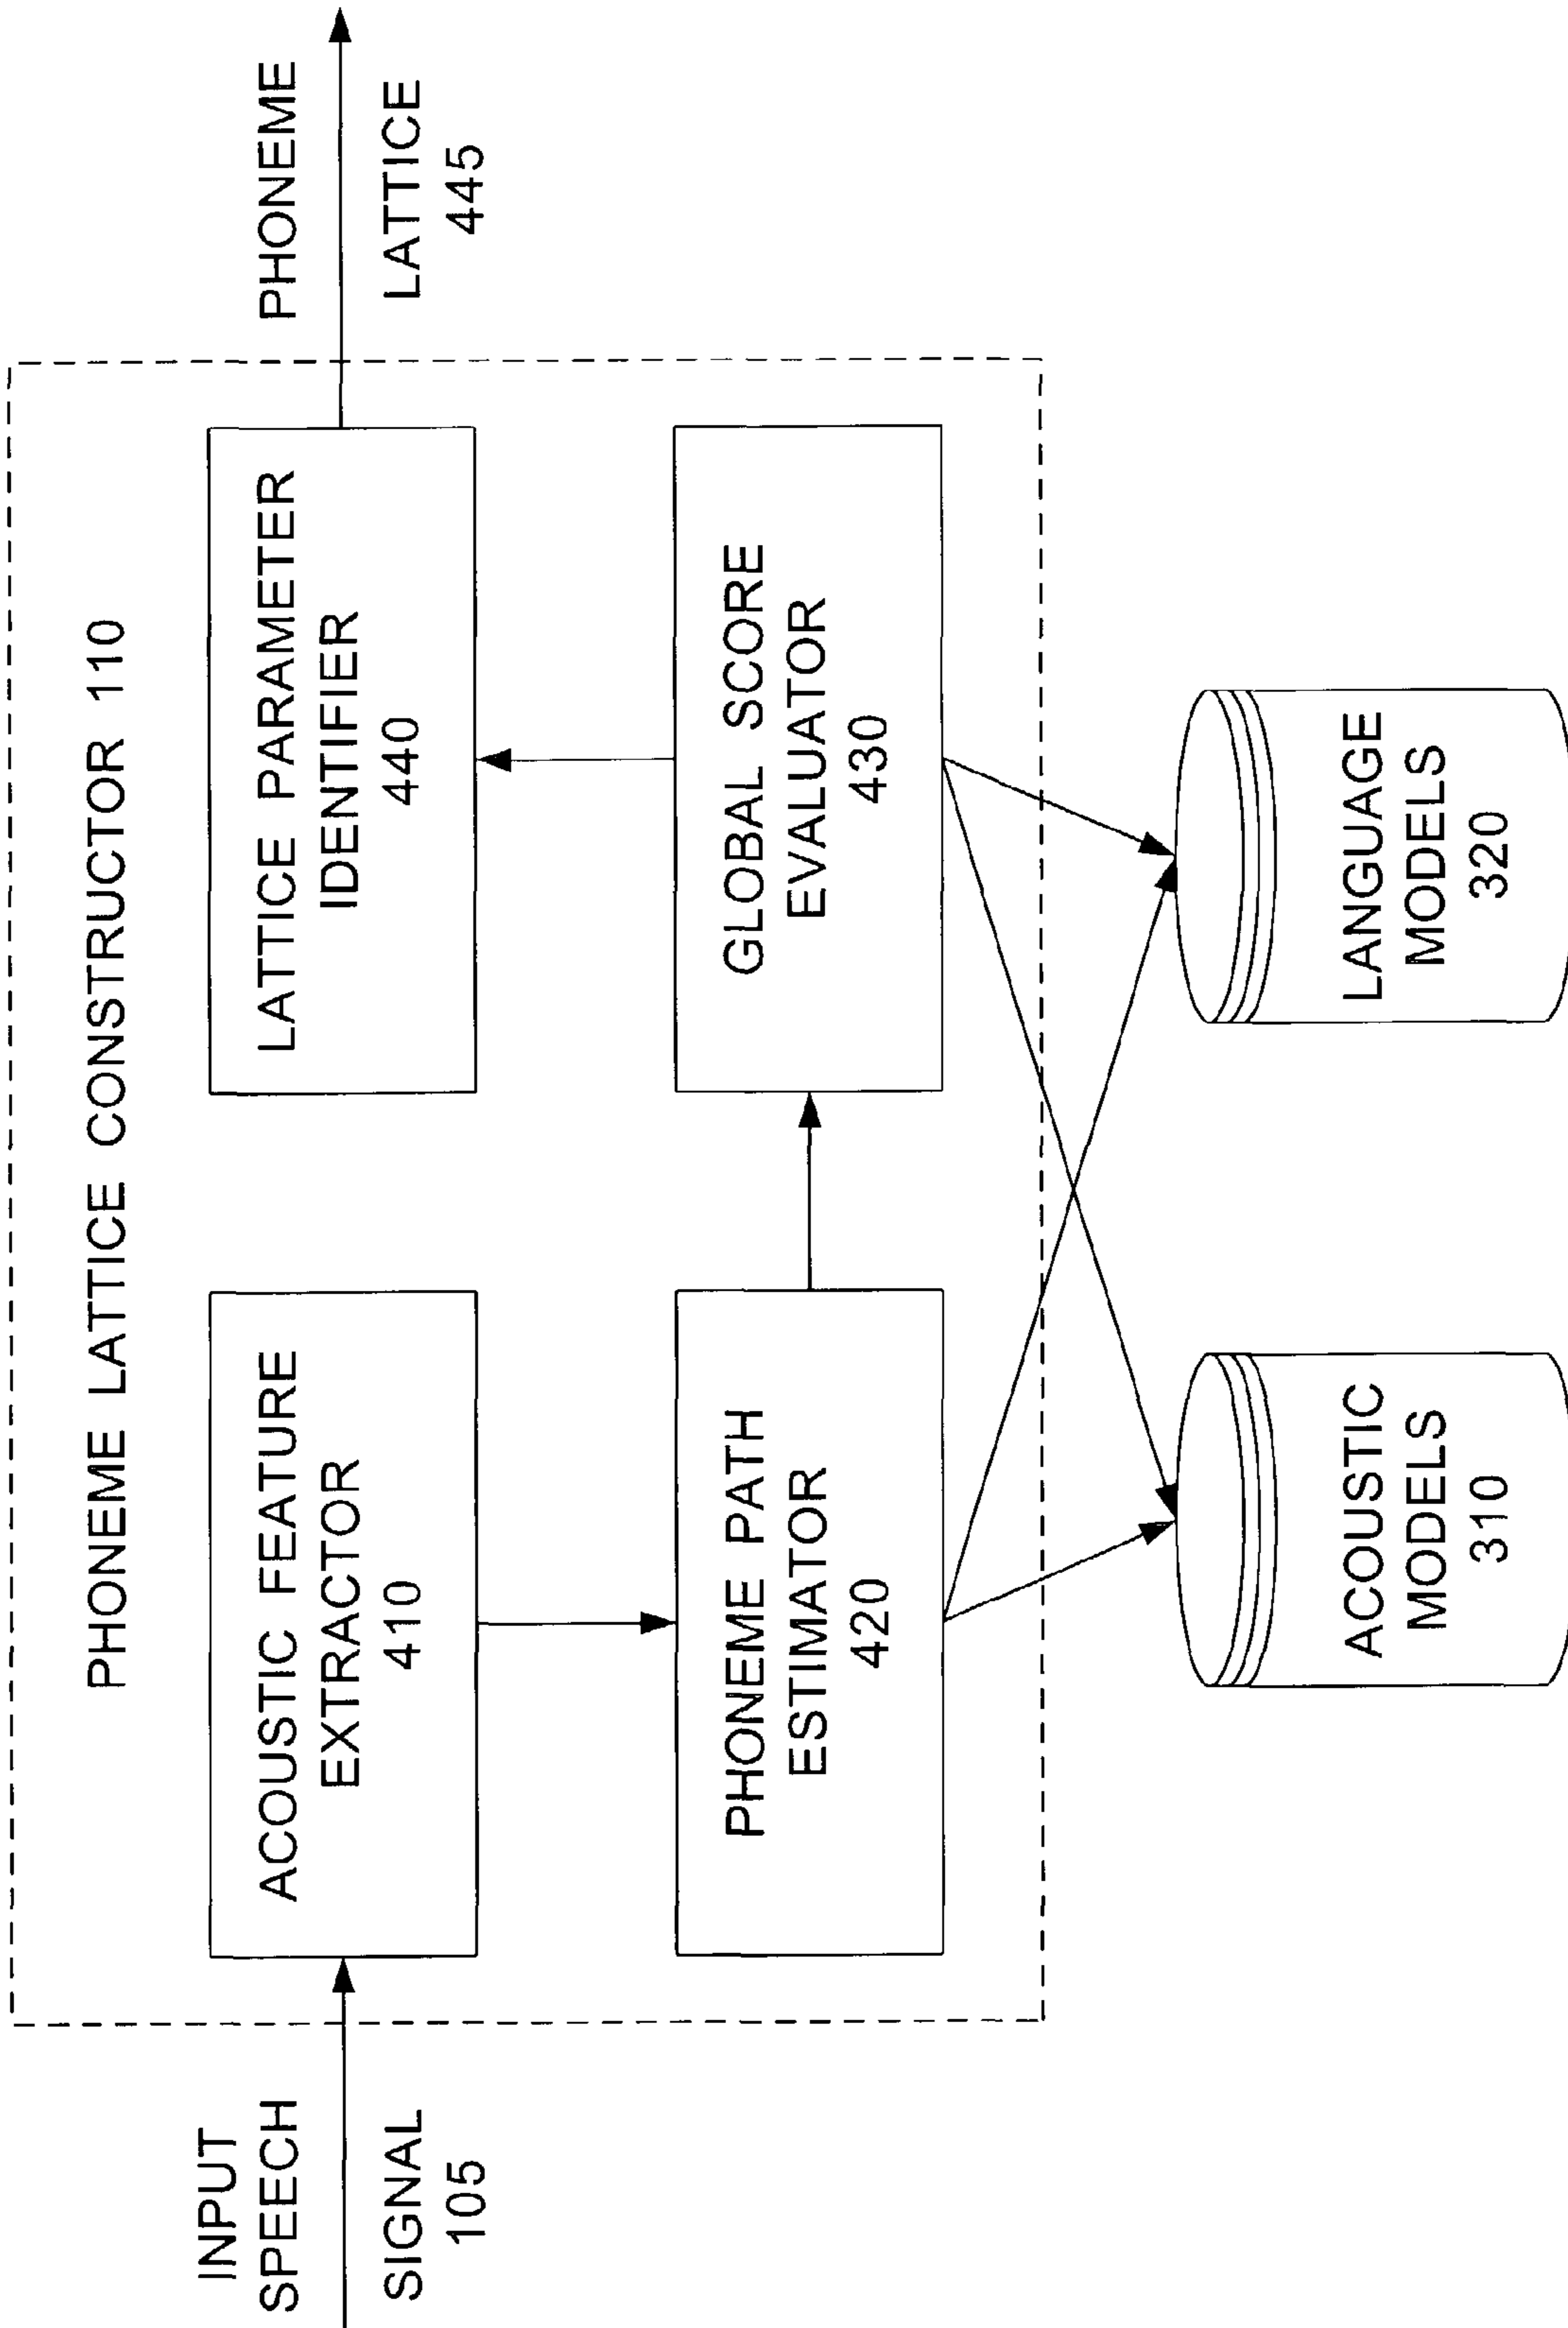 PHONEME LATTICE CONSTRUCTOR 110
INPUT
SPEECH
SIGNAL
105
ACOUSTIC FEATURE
EXTRACTOR
410
LATTICE PARAMETER
IDENTIFIER
440
PHONEME
LATTICE
445
PHONEME PATH
ESTIMATOR
420
GLOBAL SCORE
EVALUATOR
430
ACOUSTIC
MODELS
310
LANGUAGE
MODELS
320